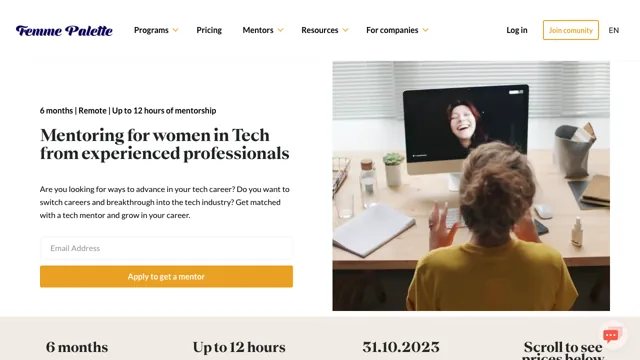 Femme Palette
Programs
Pricing
Mentors
Resources
For companies
Log in
Join comunity
EN
6 months | Remote | Up to 12 hours of mentorship
Mentoring for women in Tech
from experienced professionals
Are you looking for ways to advance in your tech career? Do you want to
switch careers and breakthrough into the tech industry? Get matched
with a tech mentor and grow in your career.
Email Address
Apply to get a mentor
6 months
Up to 12 hours
31.10.2023
Scroll to see
prices below